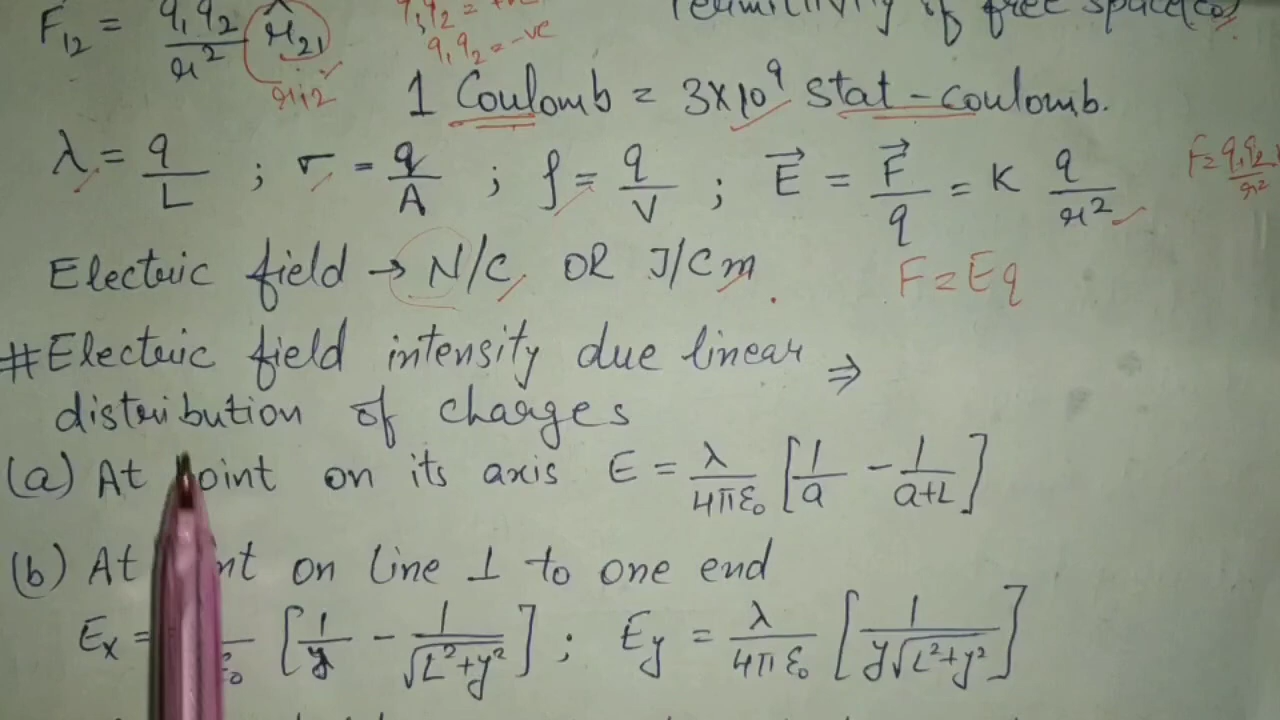 F₁₂ = q₁q₂/r² r̂₂₁ q₁q₂ = +ve Permittivity of free space(ε₀)
q₁q₂ = -ve
r₁₂
1 Coulomb = 3×10⁹ stat-coulomb.
λ = q/L ; σ = q/A ; ρ = q/V ; E⃗ = F⃗/q = K q/r² F = q₁q₂/r²
Electric field → N/C OR J/Cm . F = Eq
#Electric field intensity due linear ⇒
distribution of charges
(a) At point on its axis E = λ/4πε₀ [1/a - 1/a+L]
(b) At on line ⊥ to one end
Eₓ = [1/y - 1/√L²+y²] ; Ey = λ/4πε₀ [1/y√L²+y²]